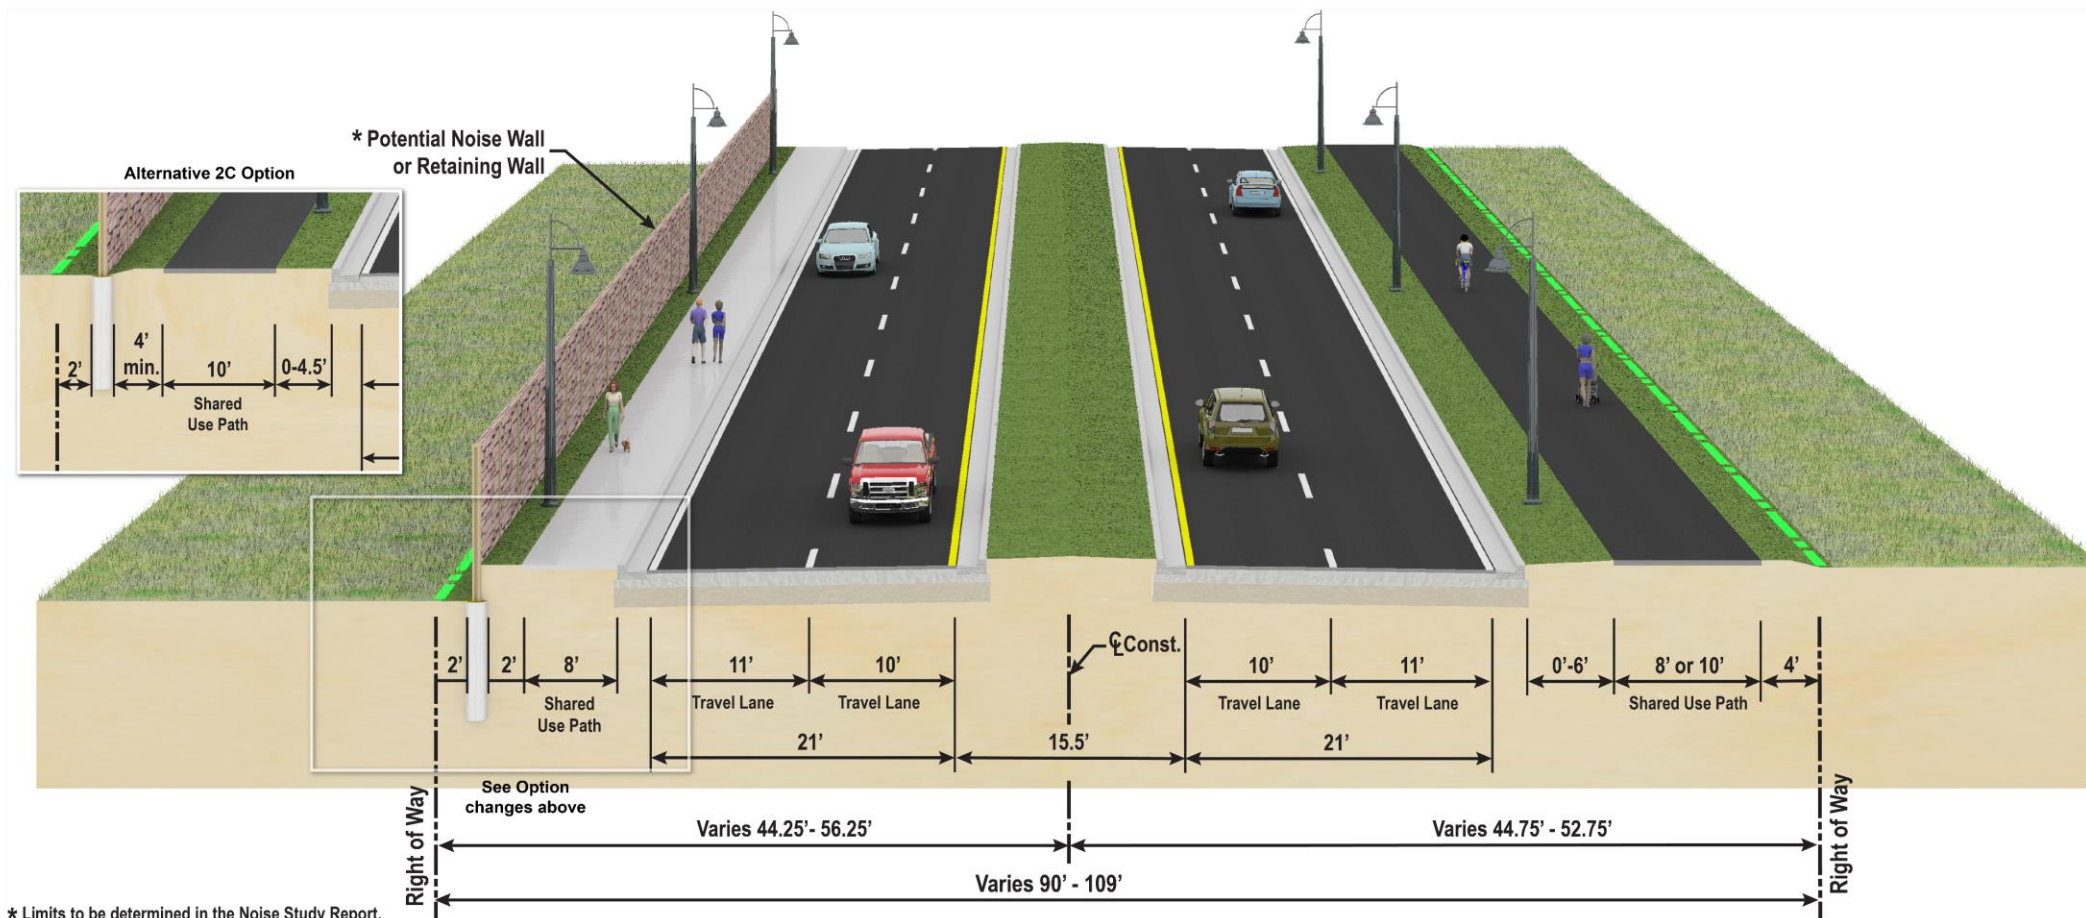 * Potential Noise Wall
or Retaining Wall
Alternative 2C Option
2’
4’
min.
10’
0-4.5’
Shared
Use Path
2’
2’
8’
Shared
Use Path
11’
Travel Lane
10’
Travel Lane
℄ Const.
10’
Travel Lane
11’
Travel Lane
0’-6’
8’ or 10’
Shared Use Path
4’
21’
15.5’
21’
See Option
changes above
Right of Way
Varies 44.25’- 56.25’
Varies 44.75’ - 52.75’
Right of Way
Varies 90’ - 109’
* Limits to be determined in the Noise Study Report.